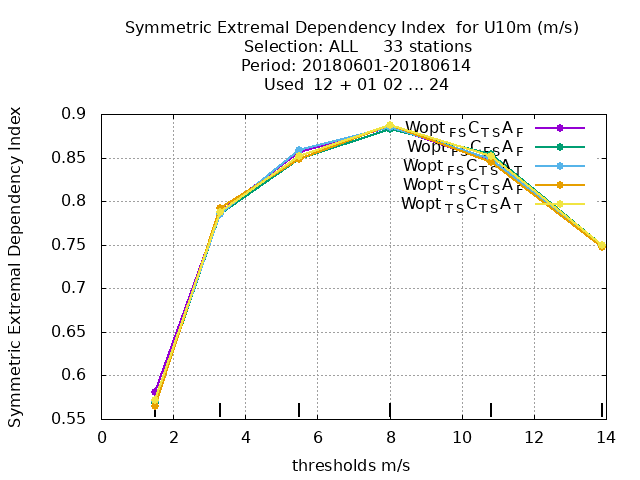 Symmetric Extremal Dependency Index  for U10m (m/s)
Selection: ALL     33 stations
Period: 20180601-20180614
Used  12 + 01 02 ... 24
Symmetric Extremal Dependency Index
0.9
0.85
0.8
0.75
0.7
0.65
0.6
0.55
Wopt FS C TS A F
Wopt FS C FS A F
Wopt FS C TS A T
Wopt TS C TS A F
Wopt TS C TS A T
0 2 4 6 8 10 12 14
thresholds m/s